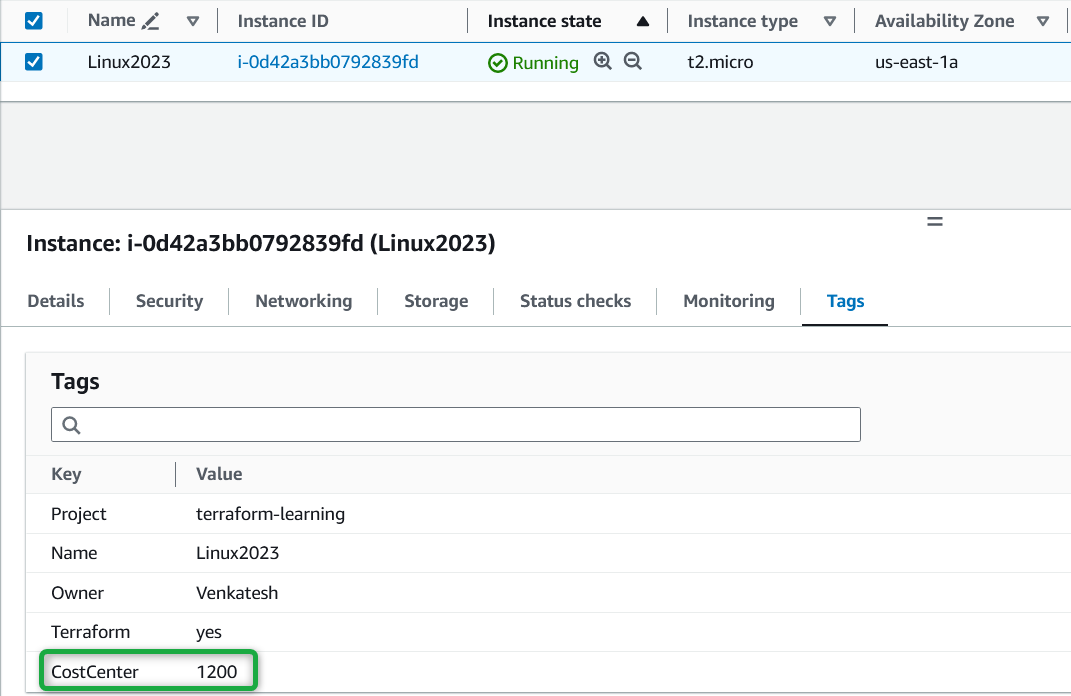 Name Instance ID Instance state Instance type Availability Zone
Linux2023 i-0d42a3bb0792839fd Running t2.micro us-east-1a
Instance: i-0d42a3bb0792839fd (Linux2023)
Details Security Networking Storage Status checks Monitoring Tags
Tags
Key Value
Project terraform-learning
Name Linux2023
Owner Venkatesh
Terraform yes
CostCenter 1200